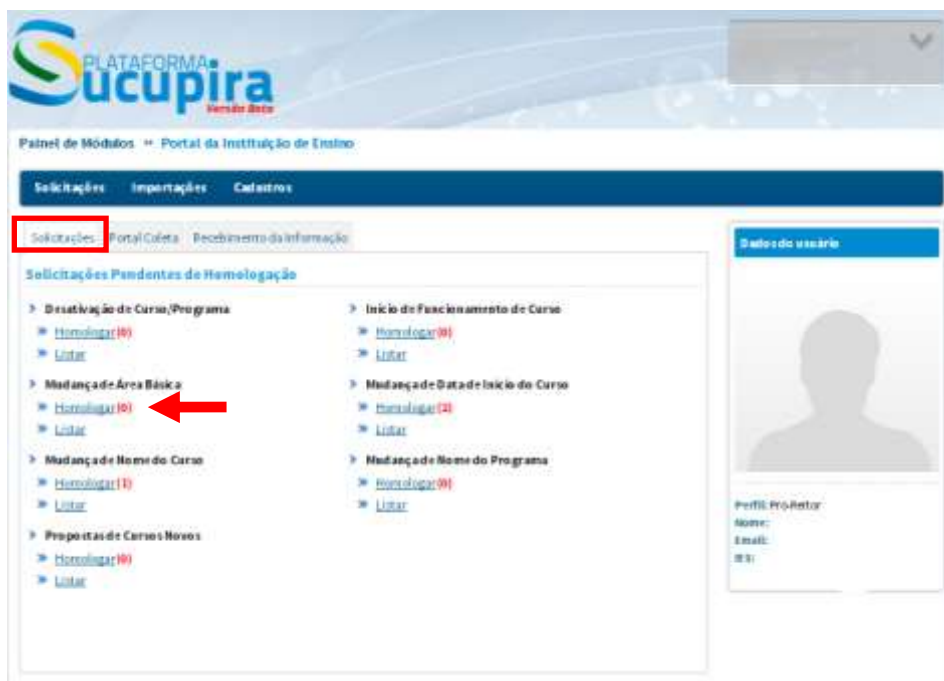 PLATAFORMA
Sucupira
Versão Beta
Painel de Módulos » Portal da Instituição de Ensino
Solicitações Importações Cadastros
Solicitações Portal Coleta Recebimento da Informação
Solicitações Pendentes de Homologação
Desativação de Curso/Programa
Homologar(0)
Listar
Início de Funcionamento de Curso
Homologar(0)
Listar
Mudança de Área Básica
Homologar(0)
Listar
Mudança de Data de Início do Curso
Homologar(2)
Listar
Mudança de Nome do Curso
Homologar(1)
Listar
Mudança de Nome do Programa
Homologar(0)
Listar
Propostas de Cursos Novos
Homologar(0)
Listar
Dados do usuário
Perfil: Pro-Reitor
Nome:
Email:
IES: